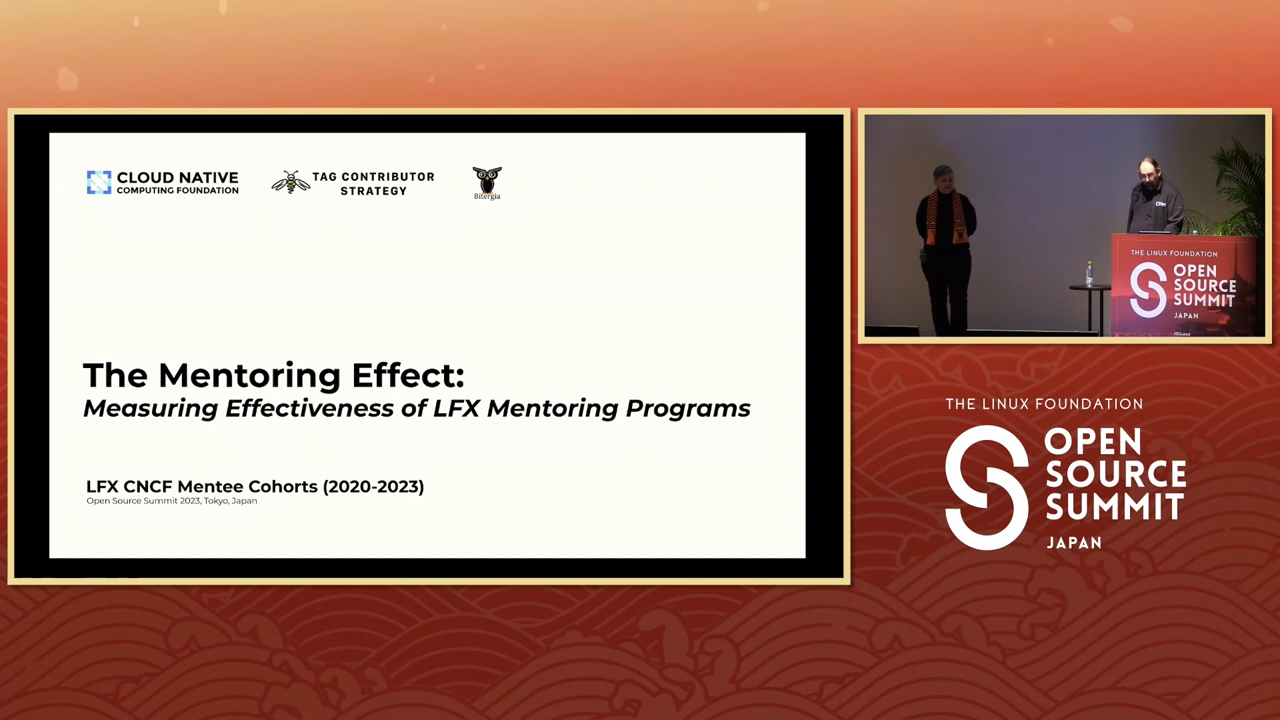 CLOUD NATIVE
COMPUTING FOUNDATION
TAG CONTRIBUTOR
STRATEGY
Bitergia
The Mentoring Effect:
Measuring Effectiveness of LFX Mentoring Programs
LFX CNCF Mentee Cohorts (2020-2023)
Open Source Summit 2023, Tokyo, Japan
THE LINUX FOUNDATION
OPEN
SOURCE
SUMMIT
JAPAN
THE LINUX FOUNDATION
OPEN
SOURCE
SUMMIT
JAPAN